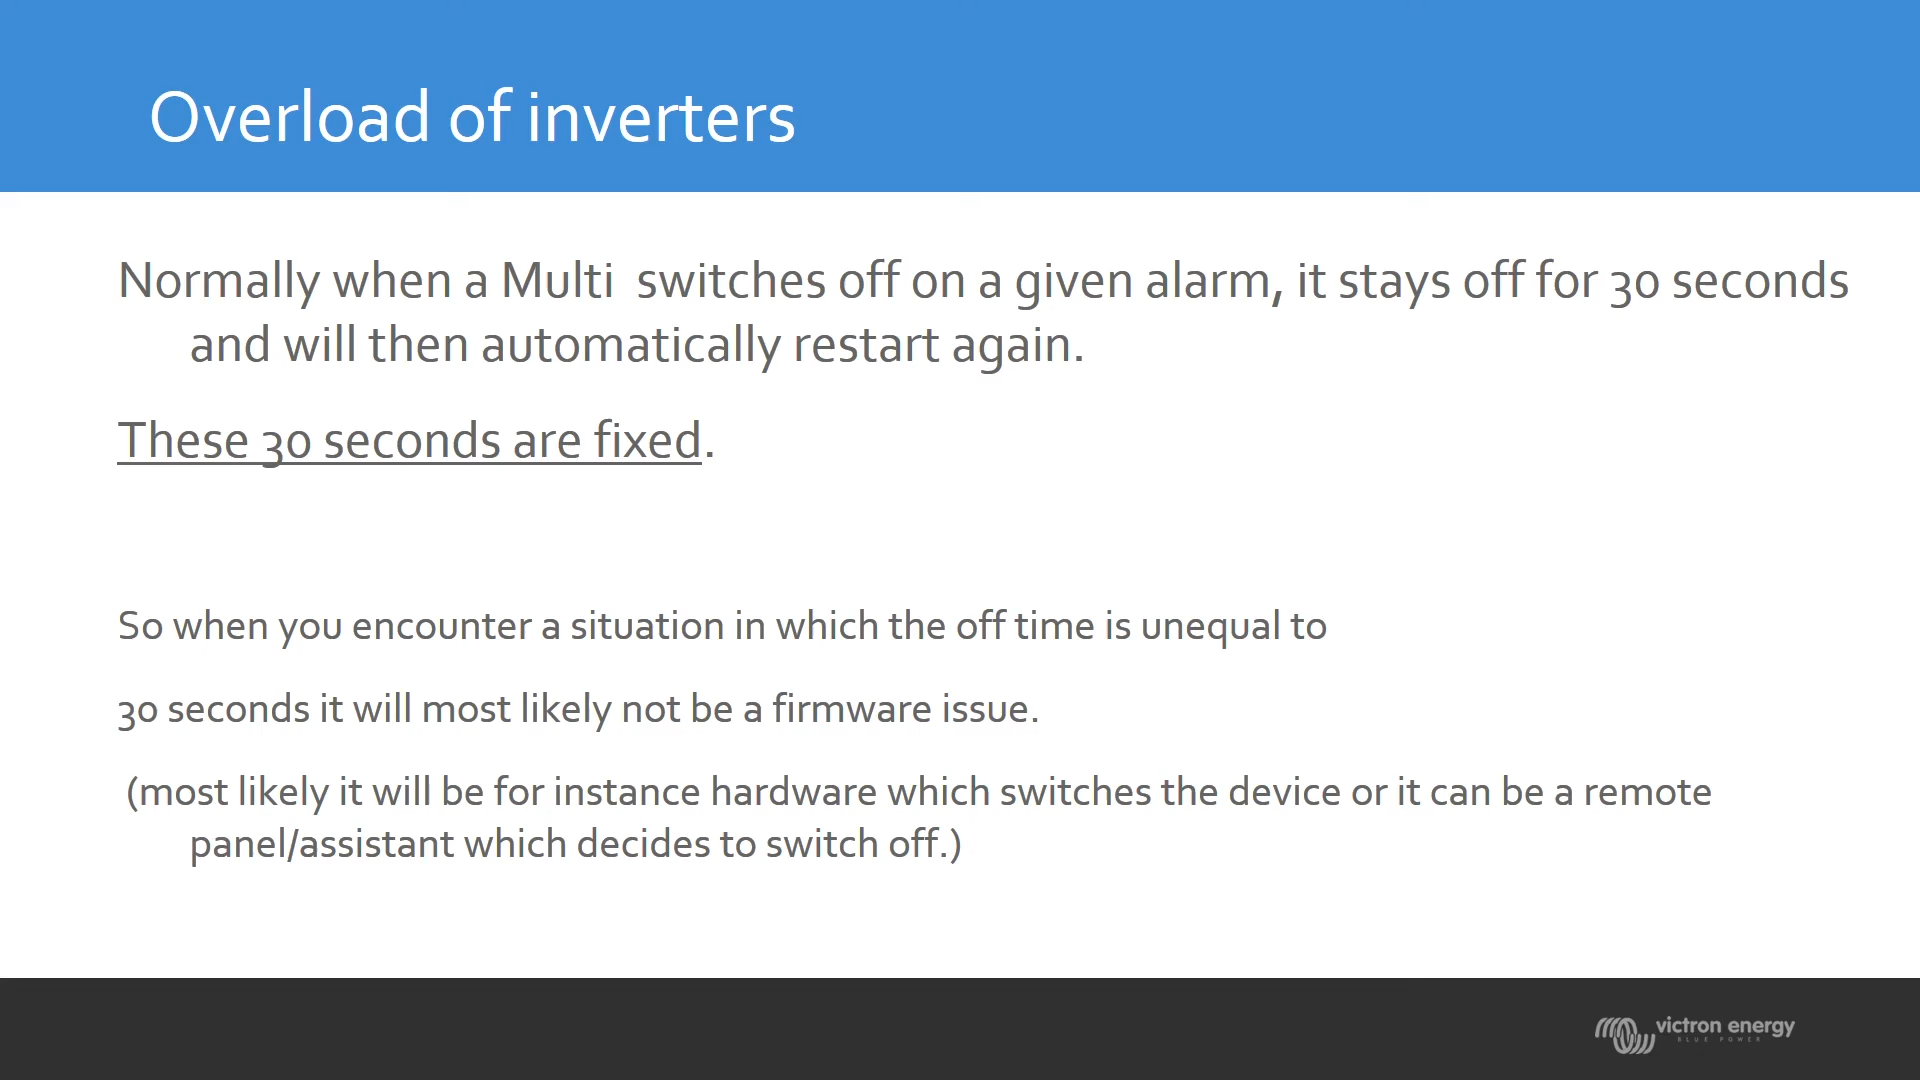 Overload of inverters
Normally when a Multi  switches off on a given alarm, it stays off for 30 seconds
and will then automatically restart again.
These 30 seconds are fixed.
So when you encounter a situation in which the off time is unequal to
30 seconds it will most likely not be a firmware issue.
(most likely it will be for instance hardware which switches the device or it can be a remote
panel/assistant which decides to switch off.)
victron energy
BLUE POWER